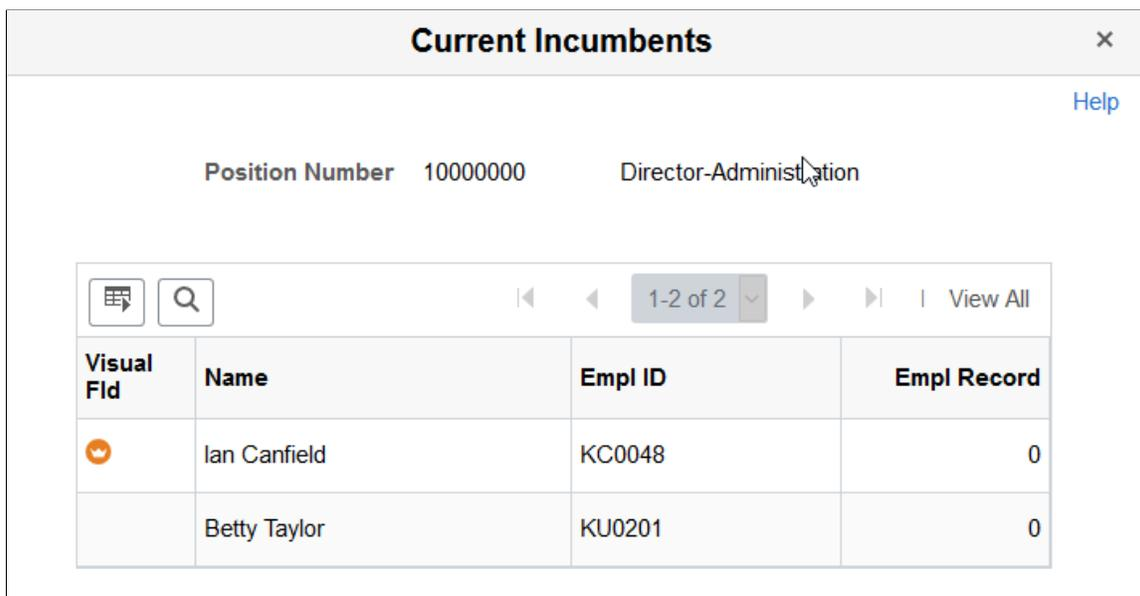 Current Incumbents ×
Help
Position Number 10000000 Director-Administration
1-2 of 2 | View All
Visual Fld Name Empl ID Empl Record
Ian Canfield KC0048 0
Betty Taylor KU0201 0